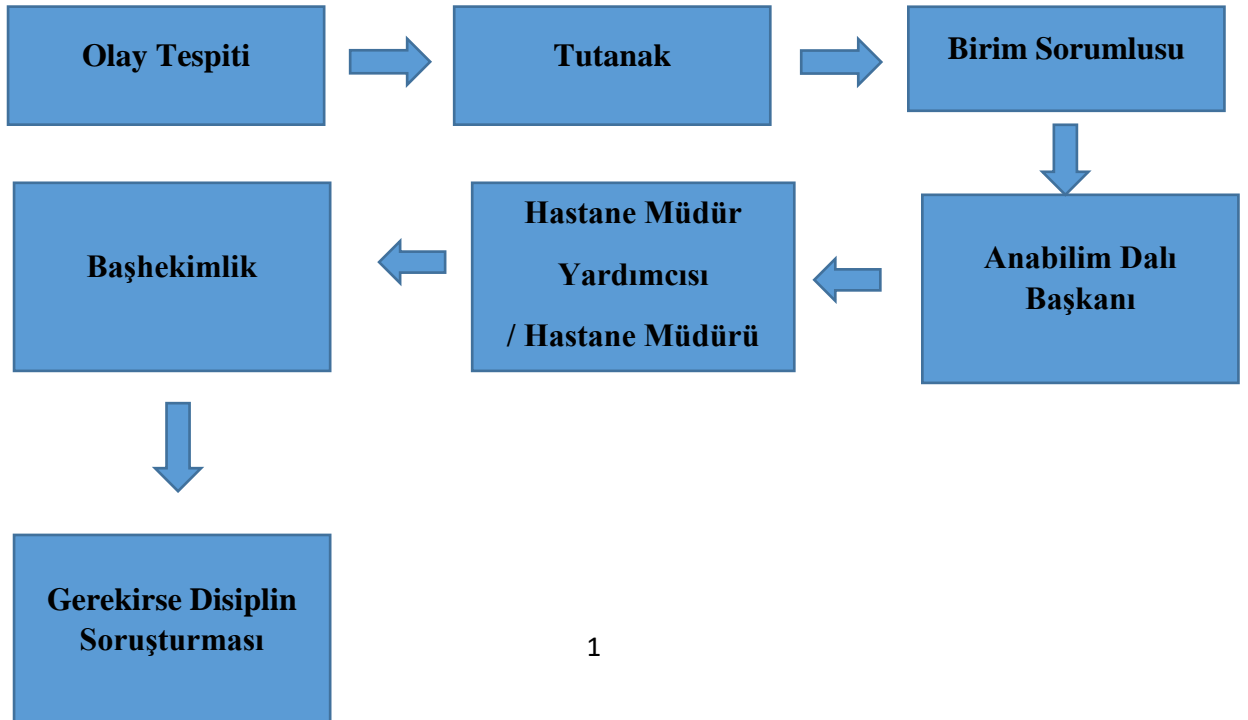 Olay Tespiti
Tutanak
Birim Sorumlusu
Anabilim Dalı
Başkanı
Hastane Müdür
Yardımcısı
/ Hastane Müdürü
Başhekimlik
Gerekirse Disiplin
Soruşturması
1